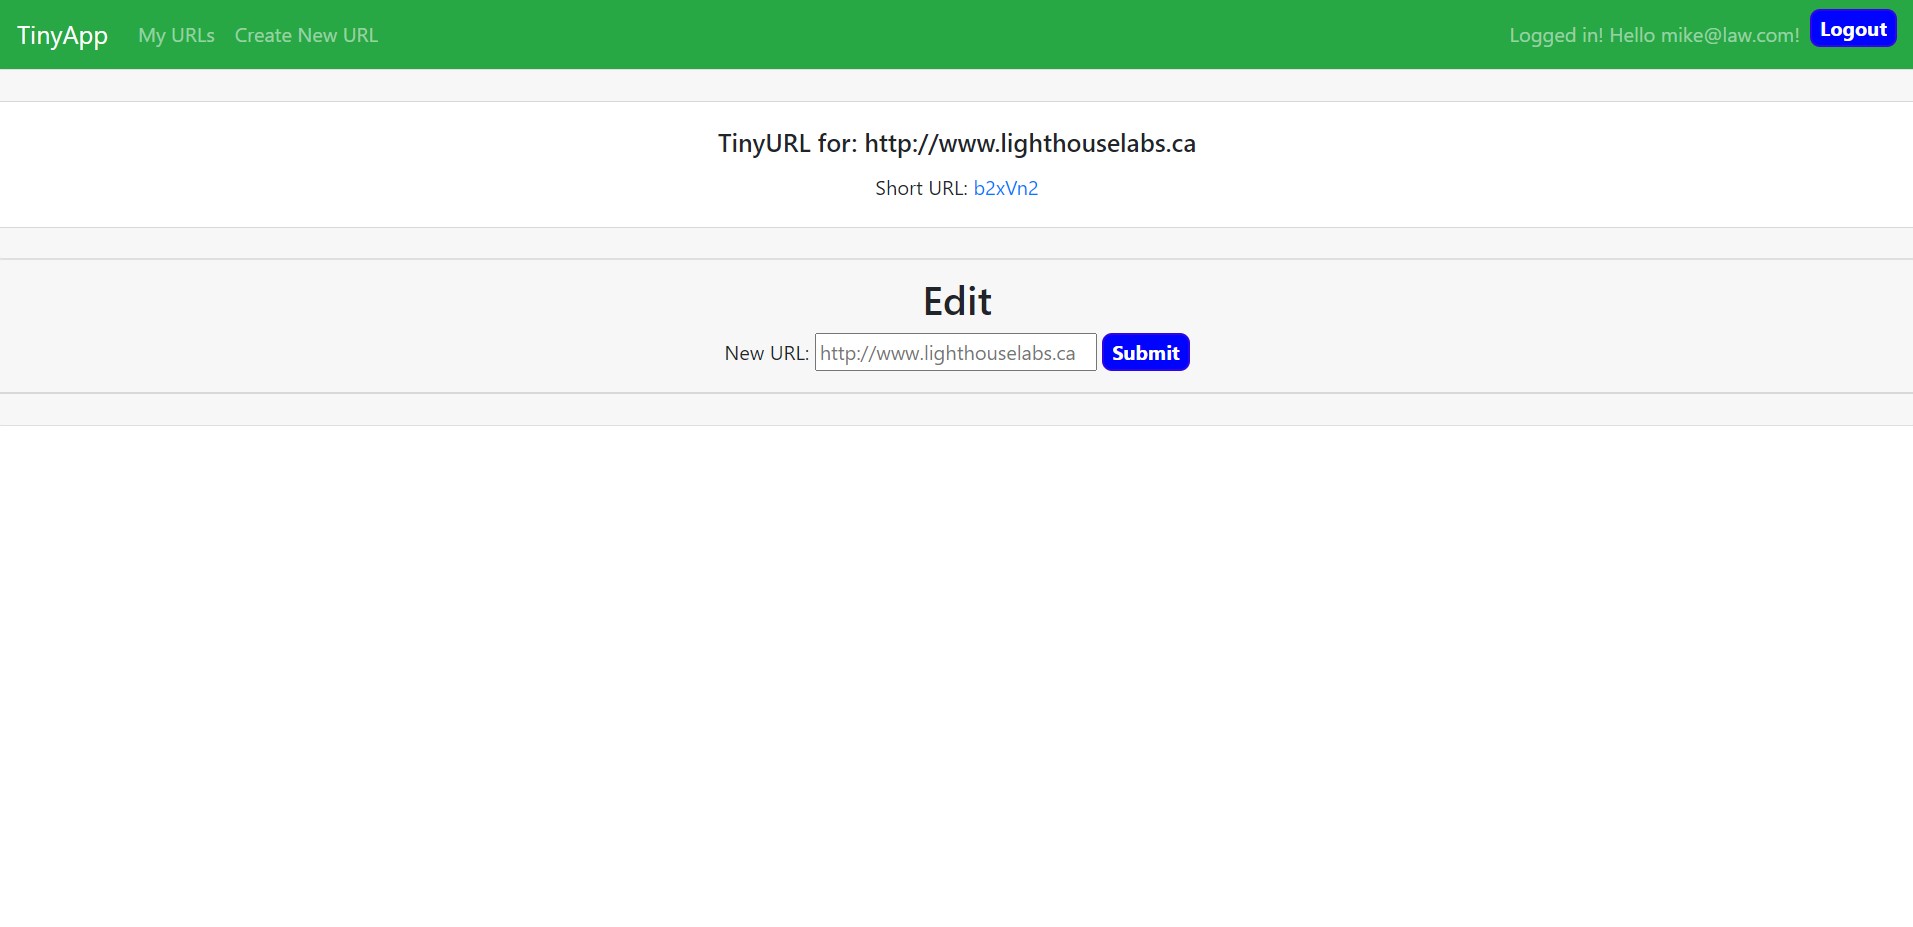 TinyApp My URLs Create New URL Logged in! Hello mike@law.com! Logout
TinyURL for: http://www.lighthouselabs.ca
Short URL: b2xVn2
Edit
New URL: http://www.lighthouselabs.ca Submit